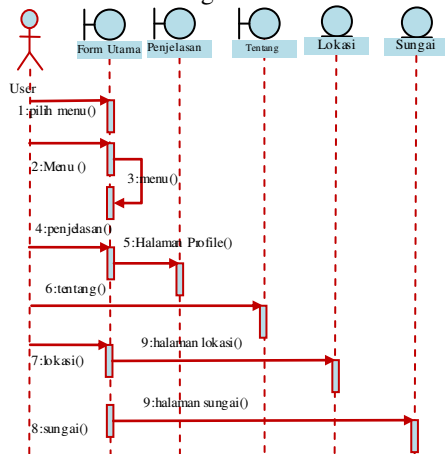 User
Form Utama
Penjelasan
Tentang
Lokasi
Sungai
1:pilih menu()
2:Menu ()
3:menu()
4:penjelasan()
5:Halaman Profile()
6:tentang()
7:lokasi()
9:halaman lokasi()
8:sungai()
9:halaman sungai()